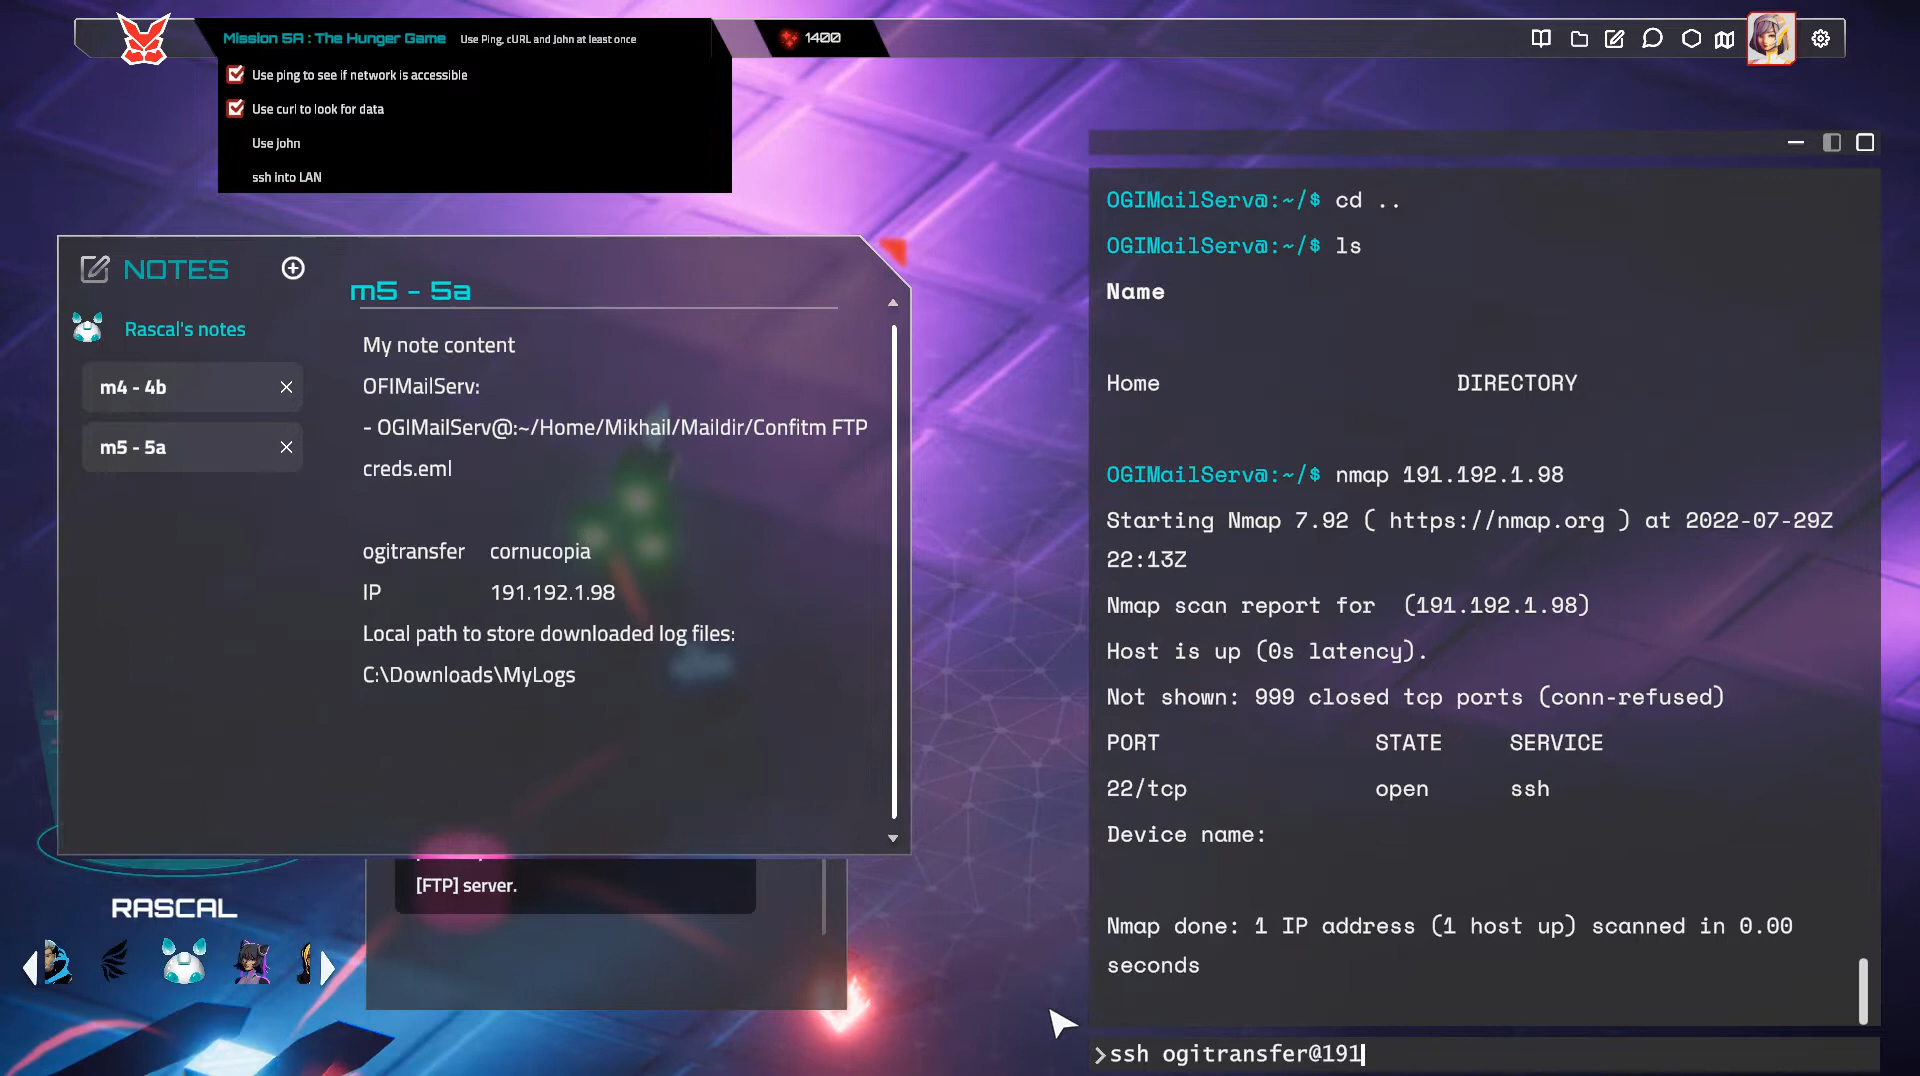 Mission 5A : The Hunger Game Use Ping, cURL and John at least once
1400
Use ping to see if network is accessible
Use curl to look for data
Use john
ssh into LAN
NOTES
Rascal's notes
m4 - 4b
m5 - 5a
m5 - 5a
My note content
OFIMailServ:
- OGIMailServ@:~/Home/Mikhail/Maildir/Confitm FTP
creds.eml
ogitransfer cornucopia
IP 191.192.1.98
Local path to store downloaded log files:
C:\Downloads\MyLogs
[FTP] server.
RASCAL
OGIMailServ@:~/$ cd ..
OGIMailServ@:~/$ ls
Name
Home DIRECTORY
OGIMailServ@:~/$ nmap 191.192.1.98
Starting Nmap 7.92 ( https://nmap.org ) at 2022-07-29Z
22:13Z
Nmap scan report for (191.192.1.98)
Host is up (0s latency).
Not shown: 999 closed tcp ports (conn-refused)
PORT STATE SERVICE
22/tcp open ssh
Device name:
Nmap done: 1 IP address (1 host up) scanned in 0.00
seconds
>ssh ogitransfer@191